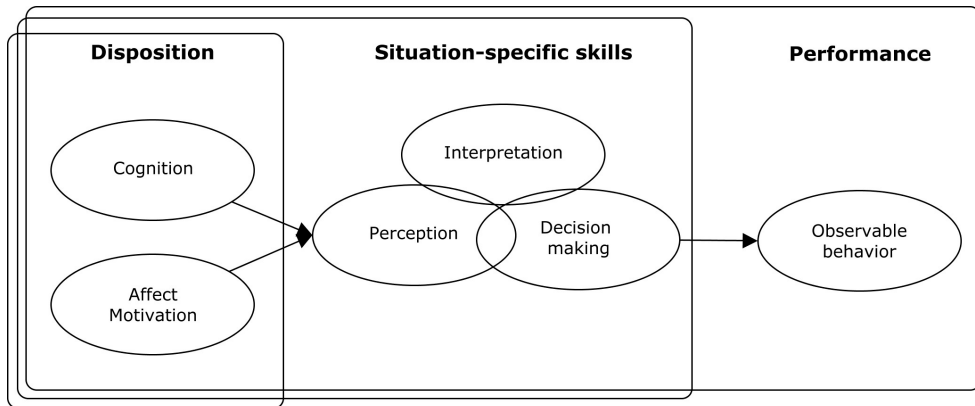 Disposition
Situation-specific skills
Performance
Cognition
Affect
Motivation
Interpretation
Perception
Decision
making
Observable
behavior